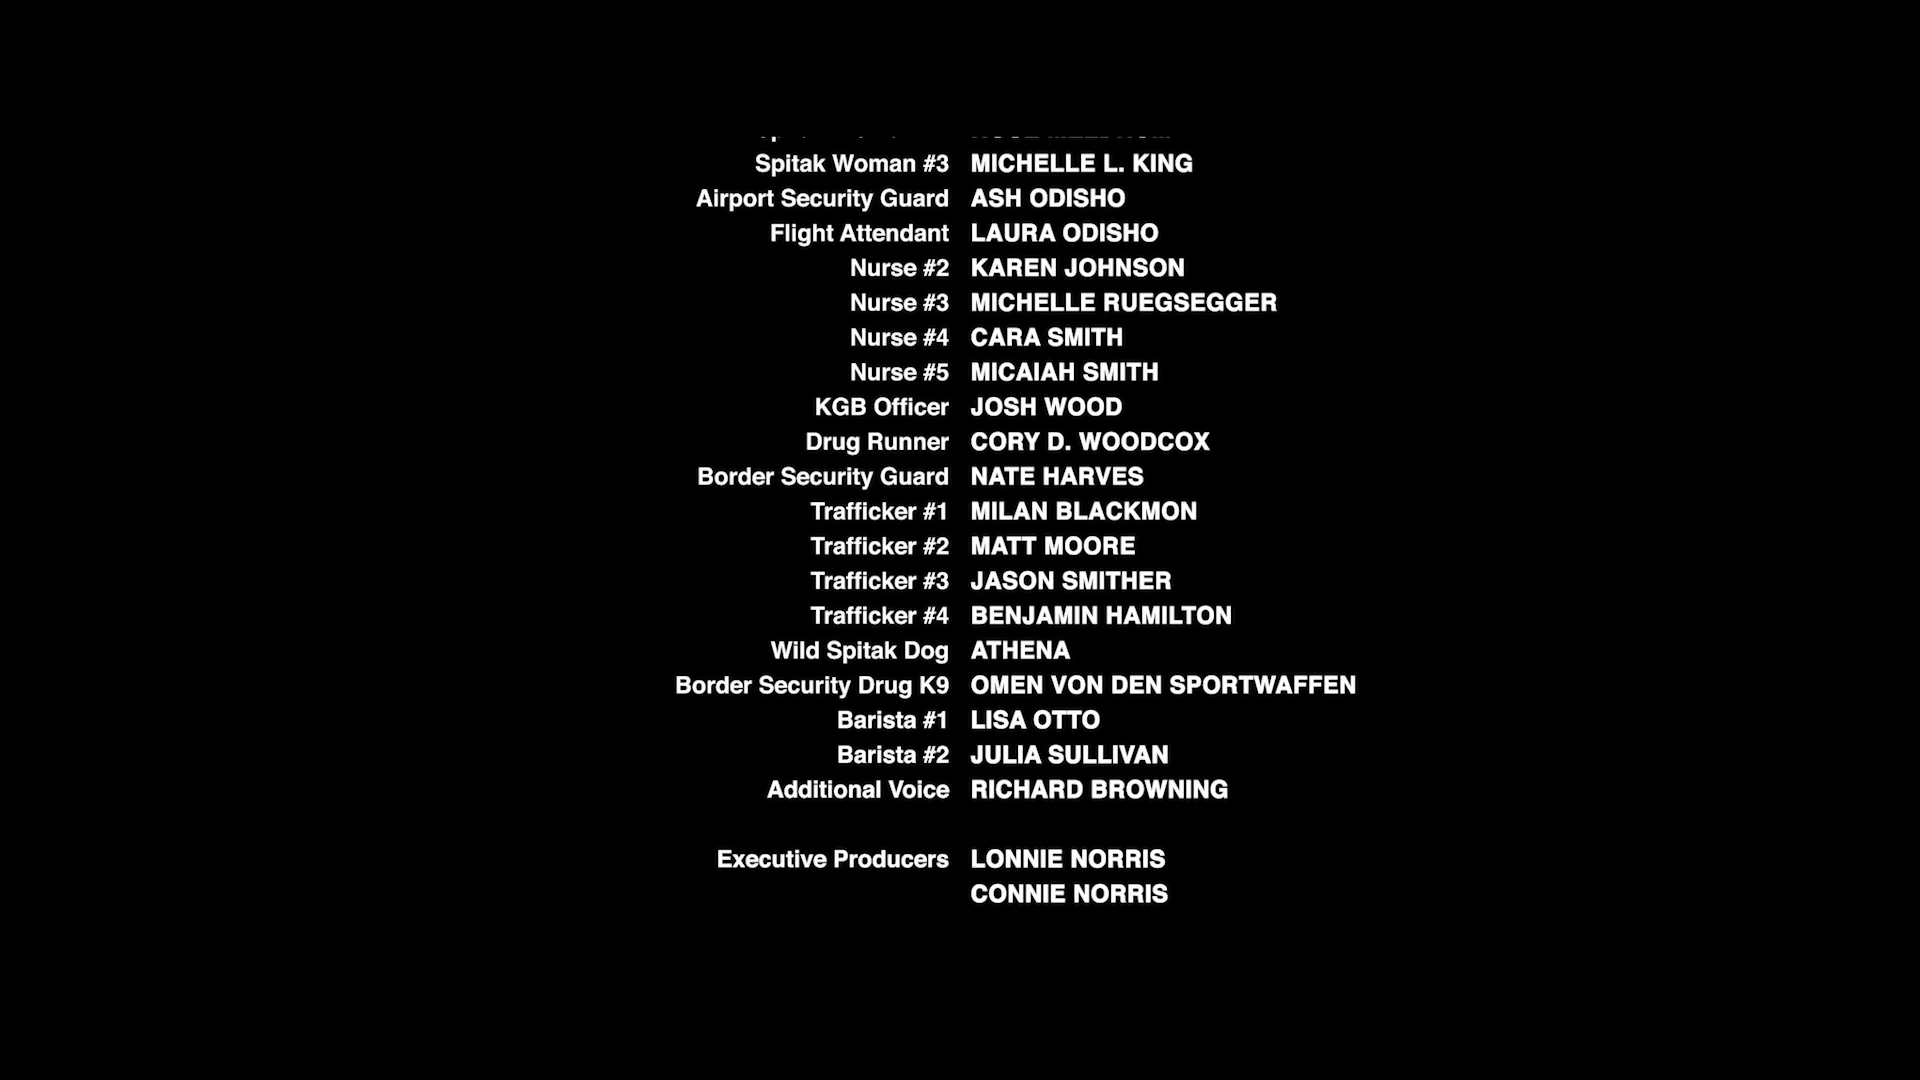 Spitak Woman #3 MICHELLE L. KING
Airport Security Guard ASH ODISHO
Flight Attendant LAURA ODISHO
Nurse #2 KAREN JOHNSON
Nurse #3 MICHELLE RUEGSEGGER
Nurse #4 CARA SMITH
Nurse #5 MICAIAH SMITH
KGB Officer JOSH WOOD
Drug Runner CORY D. WOODCOX
Border Security Guard NATE HARVES
Trafficker #1 MILAN BLACKMON
Trafficker #2 MATT MOORE
Trafficker #3 JASON SMITHER
Trafficker #4 BENJAMIN HAMILTON
Wild Spitak Dog ATHENA
Border Security Drug K9 OMEN VON DEN SPORTWAFFEN
Barista #1 LISA OTTO
Barista #2 JULIA SULLIVAN
Additional Voice RICHARD BROWNING
Executive Producers LONNIE NORRIS
CONNIE NORRIS